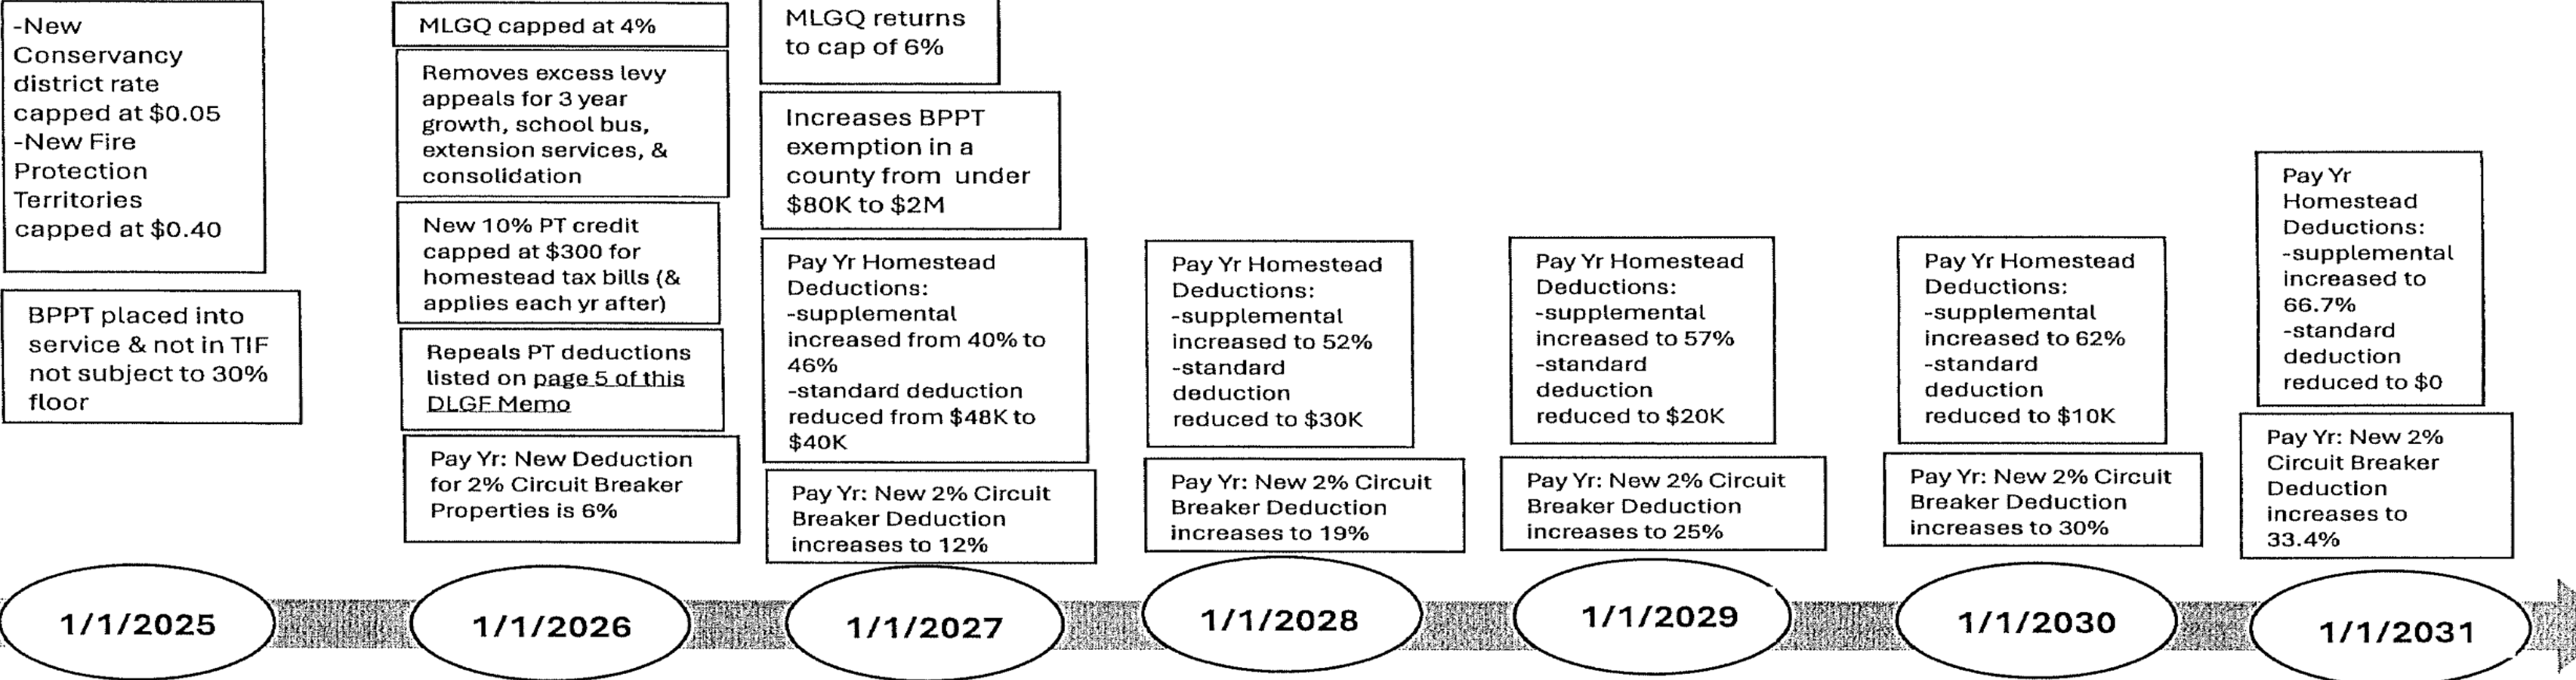 -New
Conservancy
district rate
capped at $0.05
-New Fire
Protection
Territories
capped at $0.40
BPPT placed into
service & not in TIF
not subject to 30%
floor
MLGQ capped at 4%
Removes excess levy
appeals for 3 year
growth, school bus,
extension services, &
consolidation
New 10% PT credit
capped at $300 for
homestead tax bills (&
applies each yr after)
Repeals PT deductions
listed on page 5 of this
DLGF Memo
Pay Yr: New Deduction
for 2% Circuit Breaker
Properties is 6%
MLGQ returns
to cap of 6%
Increases BPPT
exemption in a
county from under
$80K to $2M
Pay Yr Homestead
Deductions:
-supplemental
increased from 40% to
46%
-standard deduction
reduced from $48K to
$40K
Pay Yr: New 2% Circuit
Breaker Deduction
increases to 12%
Pay Yr Homestead
Deductions:
-supplemental
increased to 52%
-standard
deduction
reduced to $30K
Pay Yr: New 2% Circuit
Breaker Deduction
increases to 19%
Pay Yr Homestead
Deductions:
-supplemental
increased to 57%
-standard
deduction
reduced to $20K
Pay Yr: New 2% Circuit
Breaker Deduction
increases to 25%
Pay Yr Homestead
Deductions:
-supplemental
increased to 62%
-standard
deduction
reduced to $10K
Pay Yr: New 2% Circuit
Breaker Deduction
increases to 30%
Pay Yr
Homestead
Deductions:
-supplemental
increased to
66.7%
-standard
deduction
reduced to $0
Pay Yr: New 2%
Circuit Breaker
Deduction
increases to
33.4%
1/1/2025
1/1/2026
1/1/2027
1/1/2028
1/1/2029
1/1/2030
1/1/2031